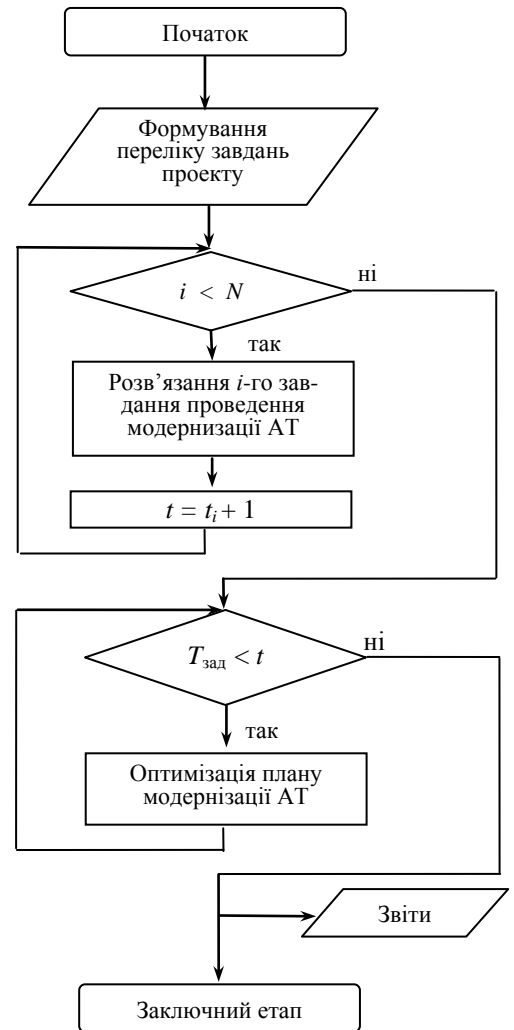 Початок
Формування
переліку завдань
проекту
i < N
ні
так
Розв’язання i-го зав-
дання проведення
модернизації АТ
t = tᵢ + 1
Tзад < t
ні
так
Оптимізація плану
модернізації АТ
Звіти
Заключний етап